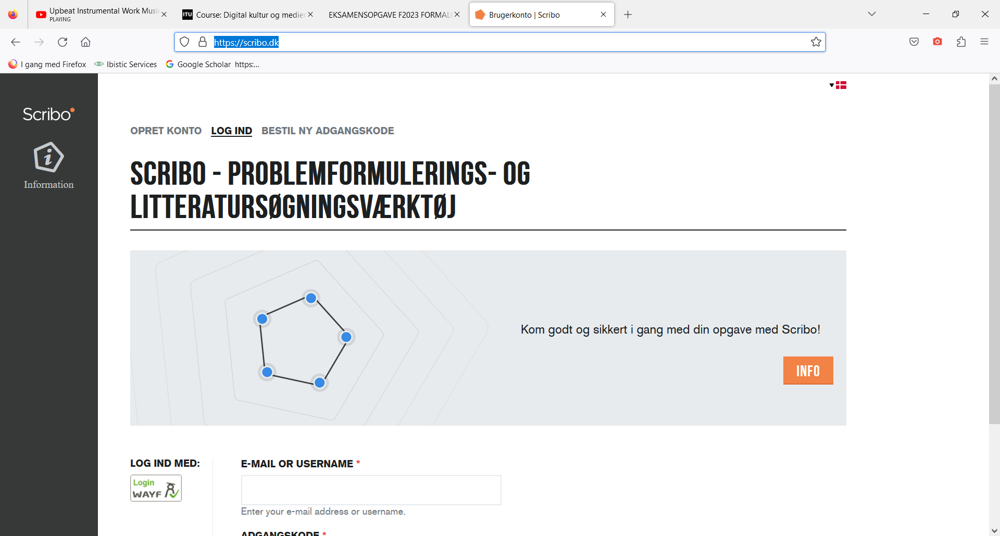 Upbeat Instrumental Work Musi
PLAYING
Course: Digital kultur og medier
EKSAMENSOPGAVE F2023 FORMAL
Brugerkonto | Scribo
https://scribo.dk
I gang med Firefox
Ibistic Services
Google Scholar
https:...
Scribo
Information
OPRET KONTO LOG IND BESTIL NY ADGANGSKODE
SCRIBO - PROBLEMFORMULERINGS- OG
LITTERATURSØGNINGSVÆRKTØJ
Kom godt og sikkert i gang med din opgave med Scribo!
INFO
LOG IND MED:
Login
WAYF
E-MAIL OR USERNAME *
Enter your e-mail address or username.
ADGANGSKODE *